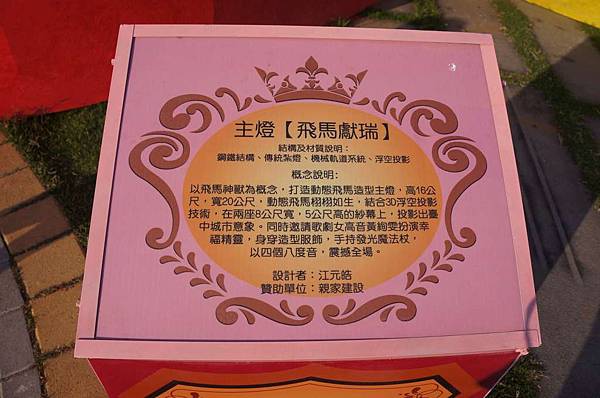 主燈【飛馬獻瑞】
結構及材質說明：
鋼鐵結構、傳統紮燈、機械軌道系統、浮空投影
概念說明：
以飛馬神獸為概念，打造動態飛馬造型主燈，高16公
尺，寬20公尺，動態飛馬栩栩如生，結合3D浮空投影
技術，在兩座8公尺寬，5公尺高的紗幕上，投影出臺
中城市意象。同時邀請歌劇女高音黃絢雯扮演幸
福精靈，身穿造型服飾，手持發光魔法杖，
以四個八度音，震撼全場。
設計者：江元皓
贊助單位：親家建設